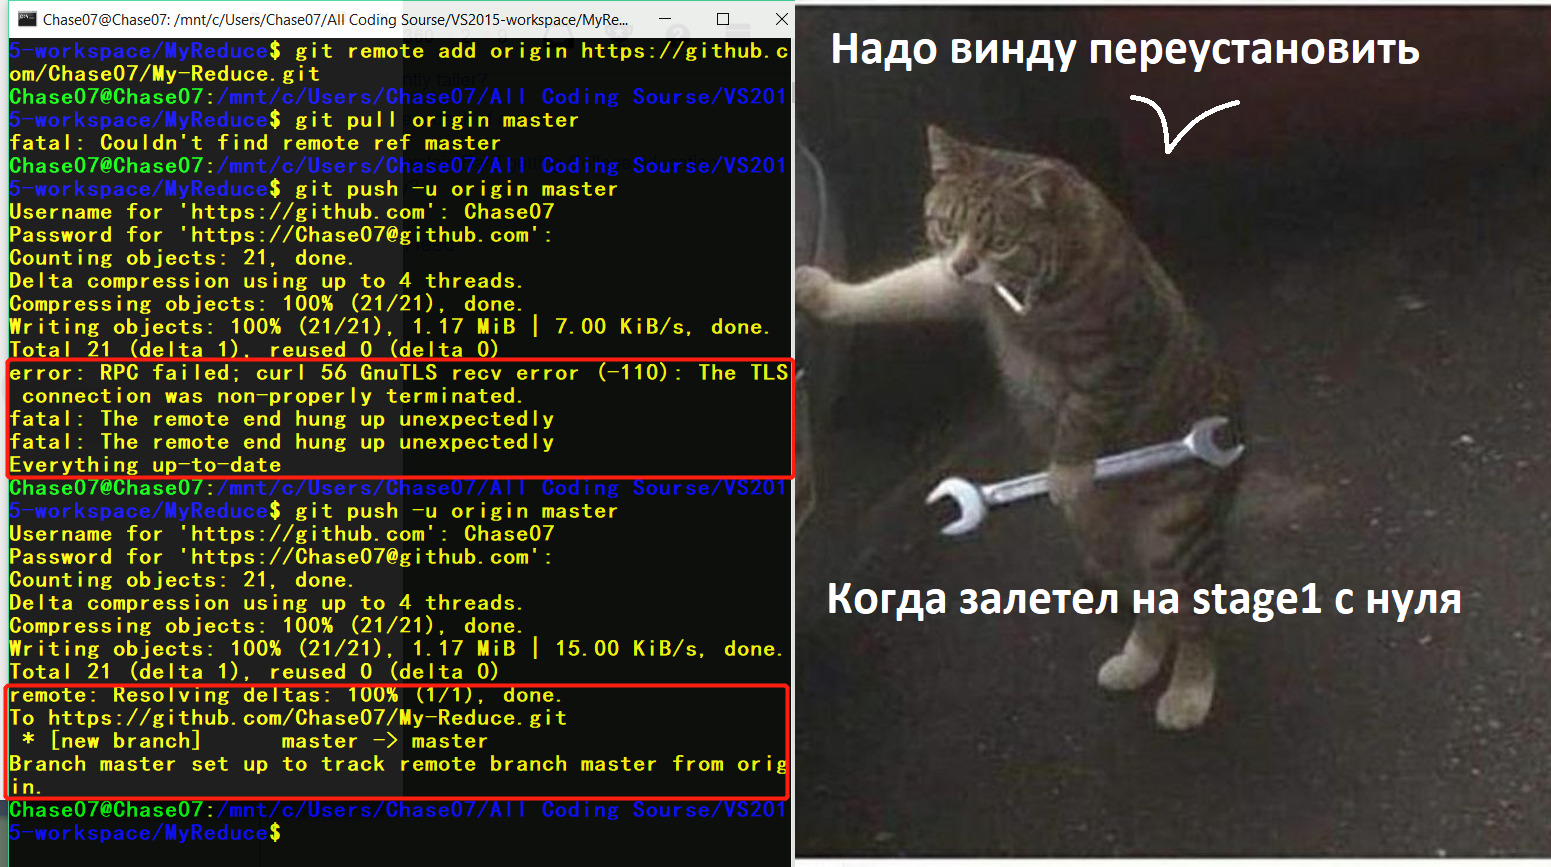 Chase07@Chase07: /mnt/c/Users/Chase07/All Coding Sourse/VS2015-workspace/MyRe...
5-workspace/MyReduce$ git remote add origin https://github.c
om/Chase07/My-Reduce.git
Chase07@Chase07:/mnt/c/Users/Chase07/All Coding Sourse/VS201
5-workspace/MyReduce$ git pull origin master
fatal: Couldn't find remote ref master
Chase07@Chase07:/mnt/c/Users/Chase07/All Coding Sourse/VS201
5-workspace/MyReduce$ git push -u origin master
Username for 'https://github.com': Chase07
Password for 'https://Chase07@github.com':
Counting objects: 21, done.
Delta compression using up to 4 threads.
Compressing objects: 100% (21/21), done.
Writing objects: 100% (21/21), 1.17 MiB | 7.00 KiB/s, done.
Total 21 (delta 1), reused 0 (delta 0)
error: RPC failed; curl 56 GnuTLS recv error (-110): The TLS
 connection was non-properly terminated.
fatal: The remote end hung up unexpectedly
fatal: The remote end hung up unexpectedly
Everything up-to-date
Chase07@Chase07:/mnt/c/Users/Chase07/All Coding Sourse/VS201
5-workspace/MyReduce$ git push -u origin master
Username for 'https://github.com': Chase07
Password for 'https://Chase07@github.com':
Counting objects: 21, done.
Delta compression using up to 4 threads.
Compressing objects: 100% (21/21), done.
Writing objects: 100% (21/21), 1.17 MiB | 15.00 KiB/s, done.
Total 21 (delta 1), reused 0 (delta 0)
remote: Resolving deltas: 100% (1/1), done.
To https://github.com/Chase07/My-Reduce.git
 * [new branch]      master -> master
Branch master set up to track remote branch master from orig
in.
Chase07@Chase07:/mnt/c/Users/Chase07/All Coding Sourse/VS201
5-workspace/MyReduce$
Надо винду переустановить
Когда залетел на stage1 с нуля